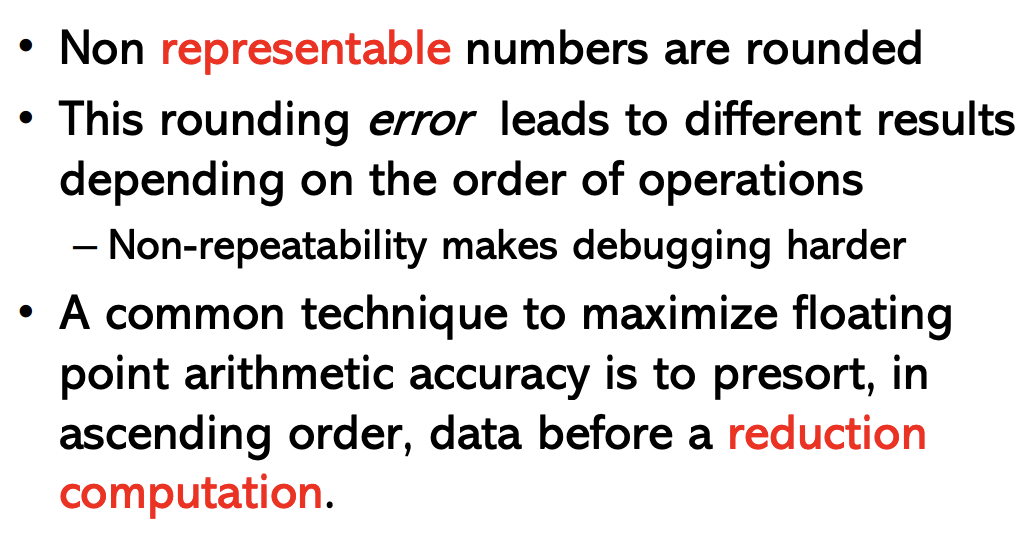 • Non representable numbers are rounded
• This rounding error leads to different results
depending on the order of operations
– Non-repeatability makes debugging harder
• A common technique to maximize floating
point arithmetic accuracy is to presort, in
ascending order, data before a reduction
computation.